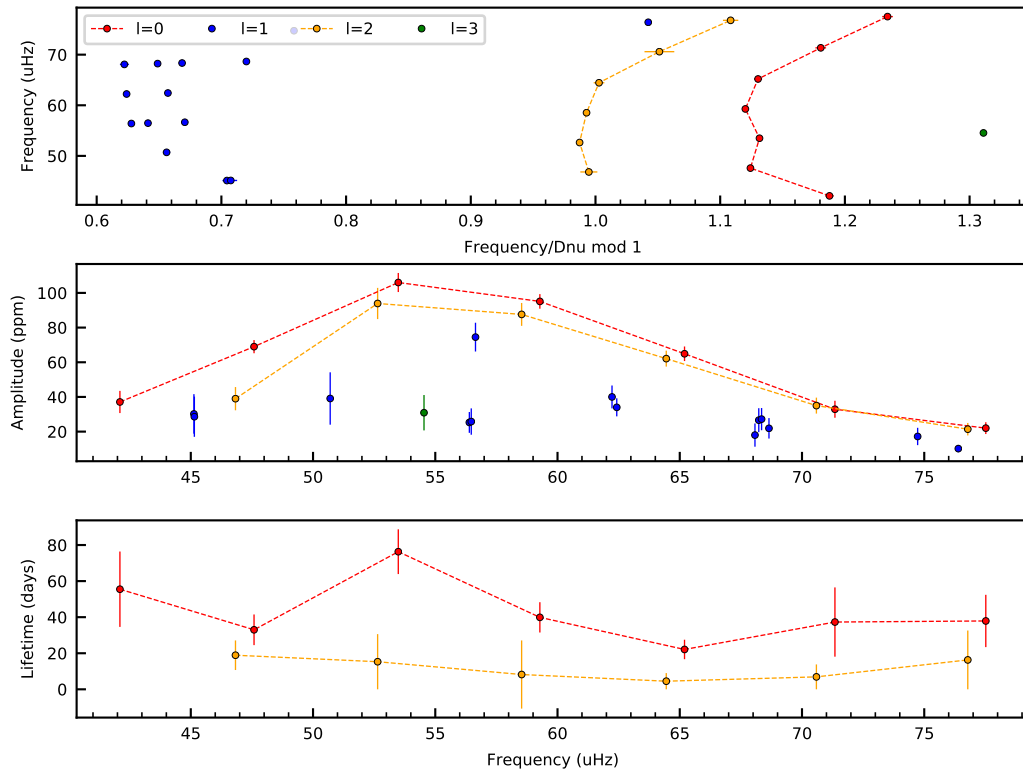 l=0 l=1 l=2 l=3
Frequency (uHz)
70
60
50
0.6 0.7 0.8 0.9 1.0 1.1 1.2 1.3
Frequency/Dnu mod 1
Amplitude (ppm)
100
80
60
40
20
45 50 55 60 65 70 75
Lifetime (days)
80
60
40
20
0
45 50 55 60 65 70 75
Frequency (uHz)